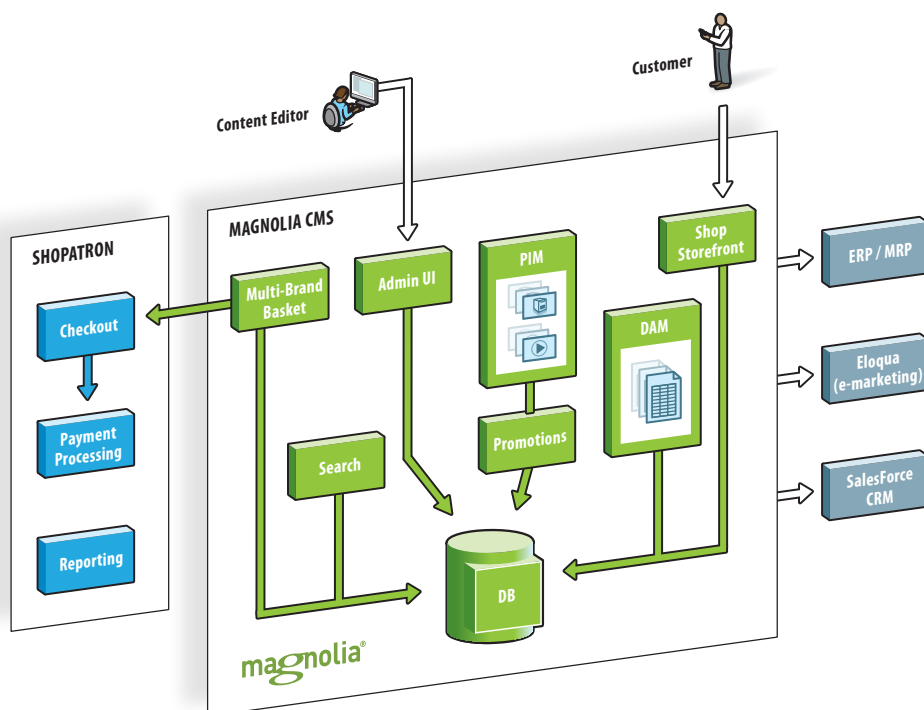 Customer
Content Editor
MAGNOLIA CMS
SHOPATRON
Shop
Storefront
PIM
ERP / MRP
Admin UI
Multi-Brand
Basket
Checkout
DAM
Eloqua
(e-marketing)
Payment
Processing
Promotions
Search
SalesForce
CRM
Reporting
DB
magnolia®